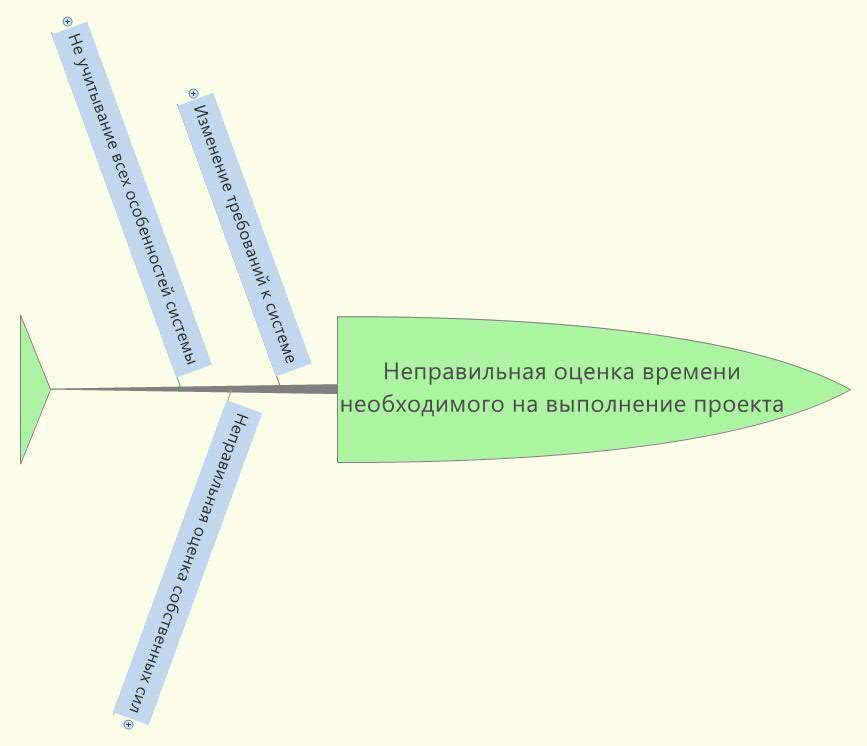 Не учитывание всех особенностей системы
Изменение требований к системе
Неправильная оценка времени
необходимого на выполнение проекта
Неправильная оценка собственных сил